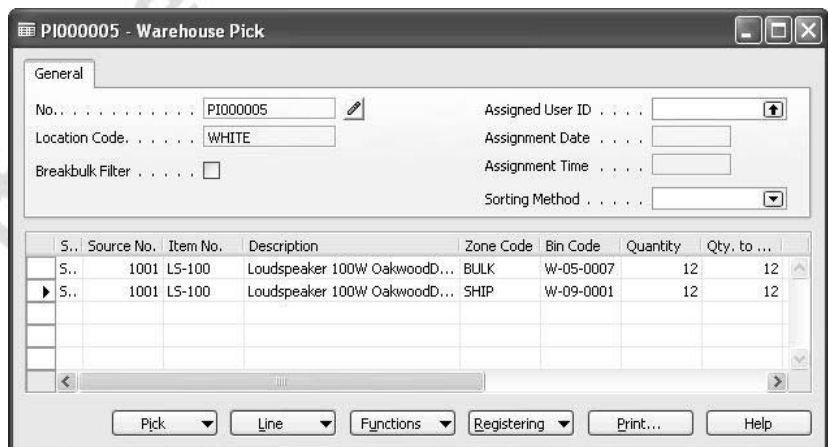 PI000005 - Warehouse Pick
General
No. . . . . . . . . . . . PI000005
Location Code. . . . . . WHITE
Breakbulk Filter . . . . .
Assigned User ID . . . .
Assignment Date . . . .
Assignment Time . . . .
Sorting Method . . . . .
S.. Source No. Item No. Description Zone Code Bin Code Quantity Qty. to ...
S.. 1001 LS-100 Loudspeaker 100W OakwoodD... BULK W-05-0007 12 12
S.. 1001 LS-100 Loudspeaker 100W OakwoodD... SHIP W-09-0001 12 12
Pick Line Functions Registering Print... Help